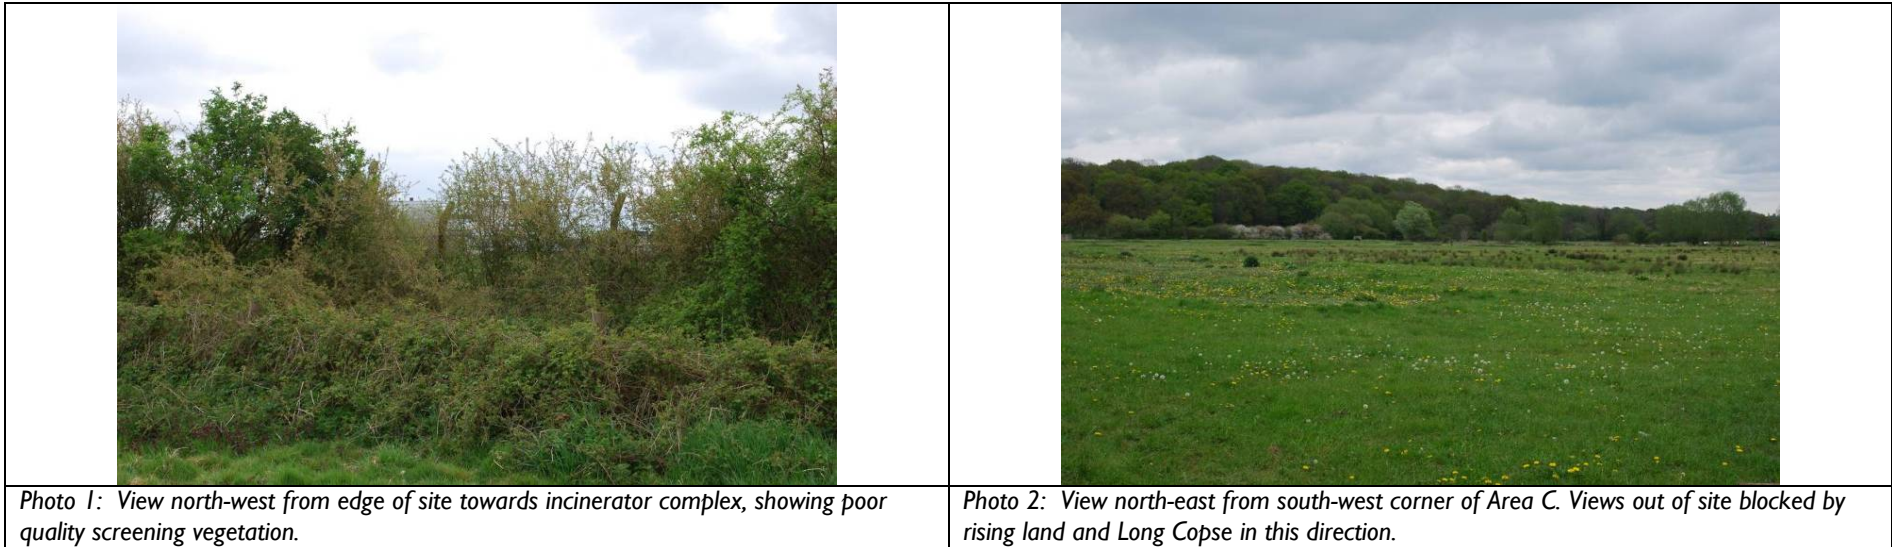 Photo 1: View north-west from edge of site towards incinerator complex, showing poor
quality screening vegetation.
Photo 2: View north-east from south-west corner of Area C. Views out of site blocked by
rising land and Long Copse in this direction.